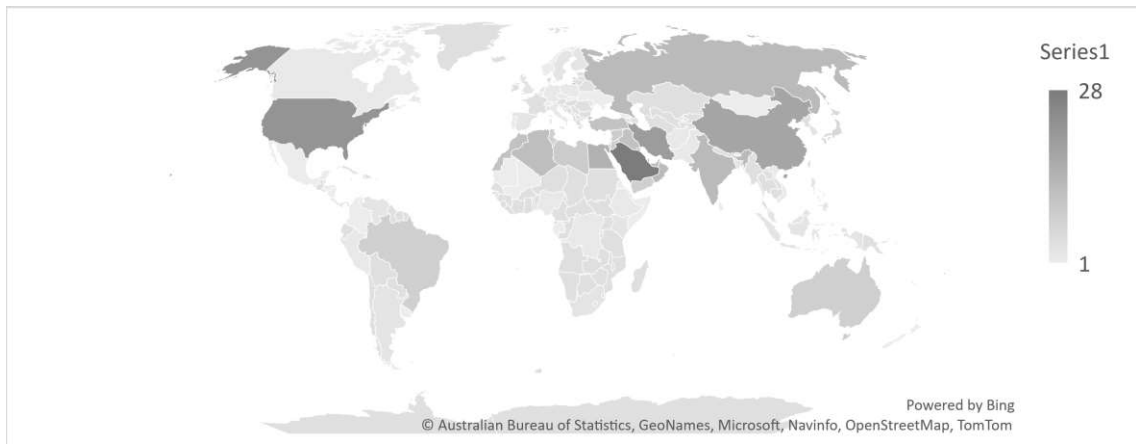 Series1
28
1
Powered by Bing
© Australian Bureau of Statistics, GeoNames, Microsoft, Navinfo, OpenStreetMap, TomTom